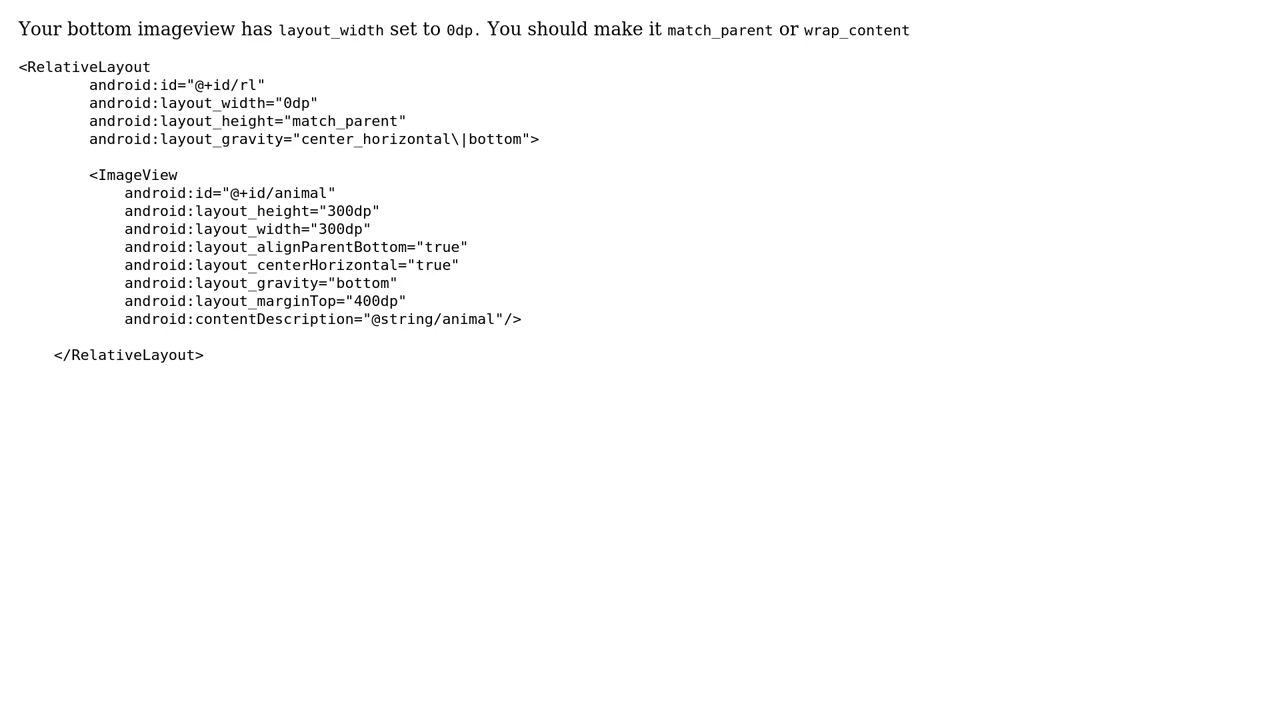 Your bottom imageview has layout_width set to 0dp. You should make it match_parent or wrap_content
<RelativeLayout
        android:id="@+id/rl"
        android:layout_width="0dp"
        android:layout_height="match_parent"
        android:layout_gravity="center_horizontal\|bottom">

        <ImageView
            android:id="@+id/animal"
            android:layout_height="300dp"
            android:layout_width="300dp"
            android:layout_alignParentBottom="true"
            android:layout_centerHorizontal="true"
            android:layout_gravity="bottom"
            android:layout_marginTop="400dp"
            android:contentDescription="@string/animal"/>

    </RelativeLayout>